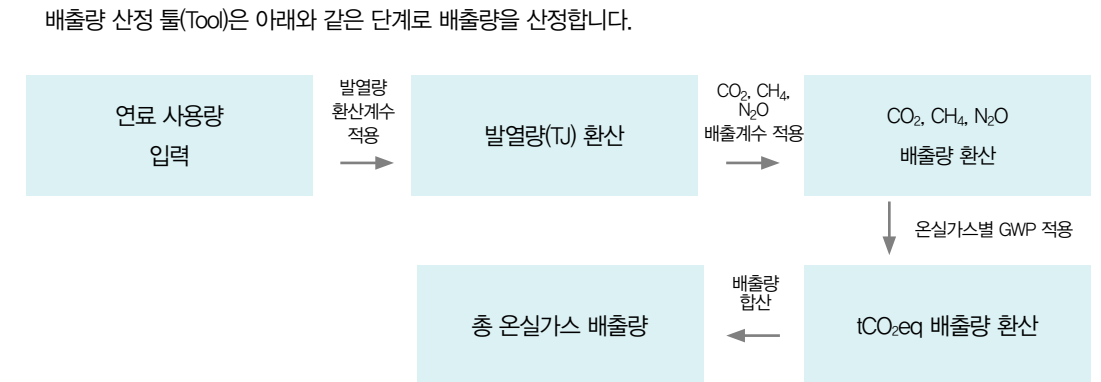 배출량 산정 툴(Tool)은 아래와 같은 단계로 배출량을 산정합니다.
연료 사용량
입력
발열량
환산계수
적용
발열량(TJ) 환산
CO₂, CH₄,
N₂O
배출계수 적용
CO₂, CH₄, N₂O
배출량 환산
온실가스별 GWP 적용
tCO₂eq 배출량 환산
배출량
합산
총 온실가스 배출량